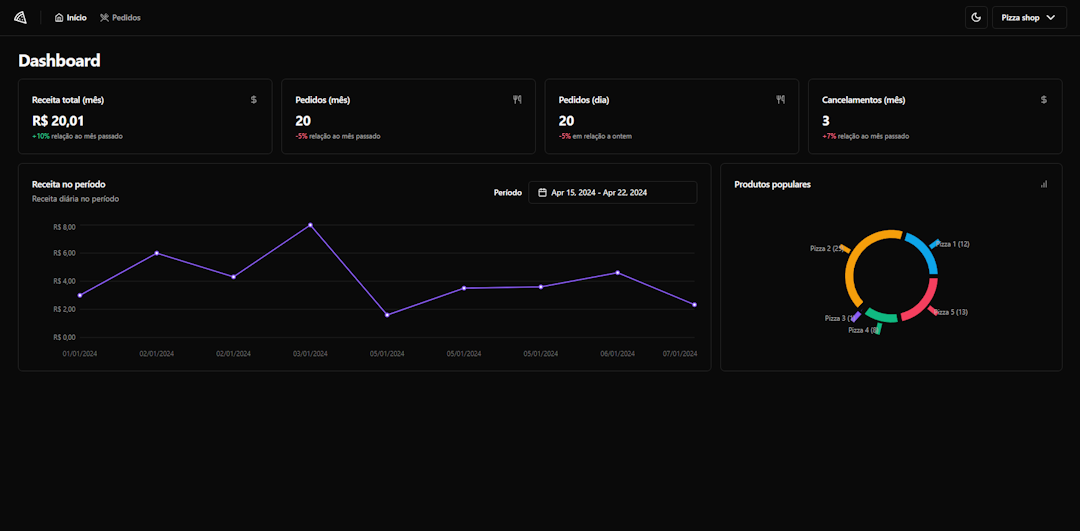 Início
Pedidos
Pizza shop
Dashboard
Receita total (mês)
R$ 20,01
+10% relação ao mês passado
Pedidos (mês)
20
-5% relação ao mês passado
Pedidos (dia)
20
-5% em relação a ontem
Cancelamentos (mês)
3
+7% relação ao mês passado
Receita no período
Receita diária no período
Período
Apr 15, 2024 - Apr 22, 2024
R$ 8,00
R$ 6,00
R$ 4,00
R$ 2,00
R$ 0,00
01/01/2024
02/01/2024
02/01/2024
03/01/2024
05/01/2024
05/01/2024
05/01/2024
06/01/2024
07/01/2024
Produtos populares
Pizza 2
Pizza 1 (12)
Pizza 3
Pizza 5 (13)
Pizza 4